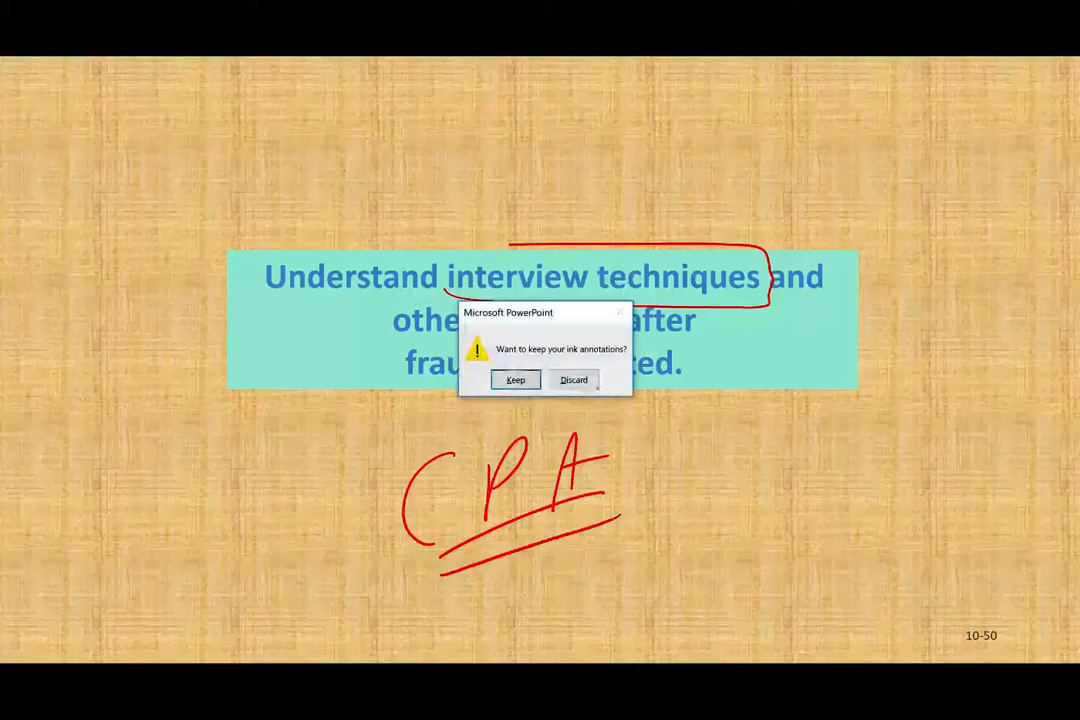 Understand interview techniques and
othe after
frau ted.
Microsoft PowerPoint
Want to keep your ink annotations?
Keep Discard
CPA
10-50